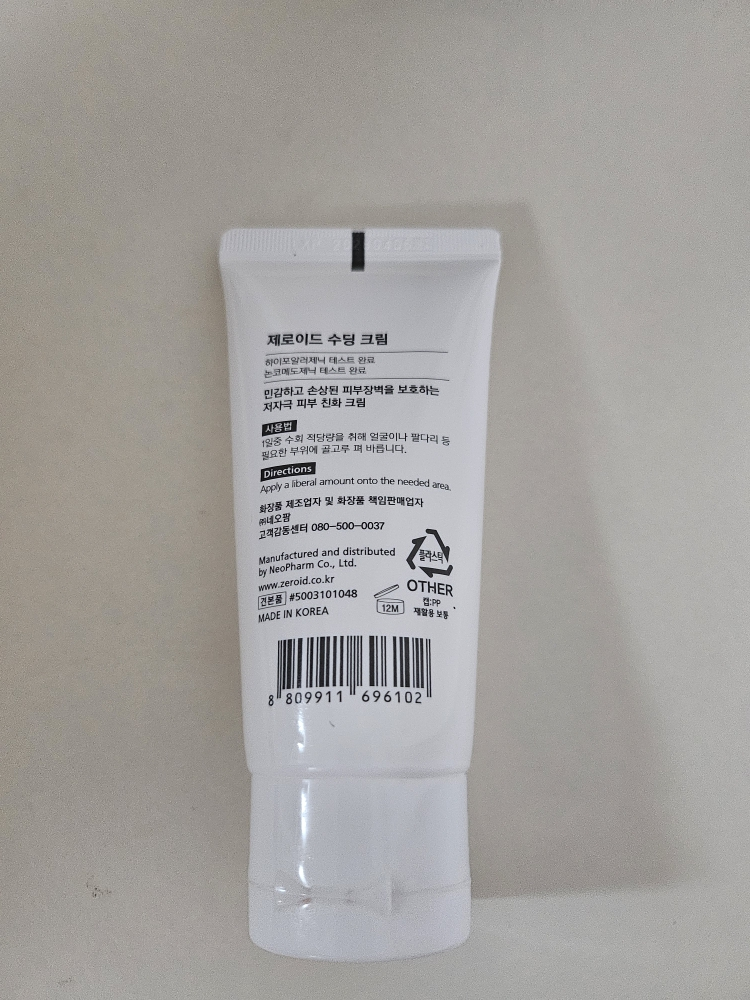 제로이드 수딩 크림
하이포알러제닉 테스트 완료
논코메도제닉 테스트 완료
민감하고 손상된 피부장벽을 보호하는
저자극 피부 친화 크림
사용법
1일중 수회 적당량을 취해 얼굴이나 팔다리 등
필요한 부위에 골고루 펴 바릅니다.
Directions
Apply a liberal amount onto the needed area.
화장품 제조업자 및 화장품 책임판매업자
㈜네오팜
고객감동센터 080-500-0037
Manufactured and distributed
by NeoPharm Co., Ltd.
www.zeroid.co.kr
견본품 #5003101048
MADE IN KOREA
12M
플라스틱
OTHER
캡:PP
재활용 보통
8 809911 696102